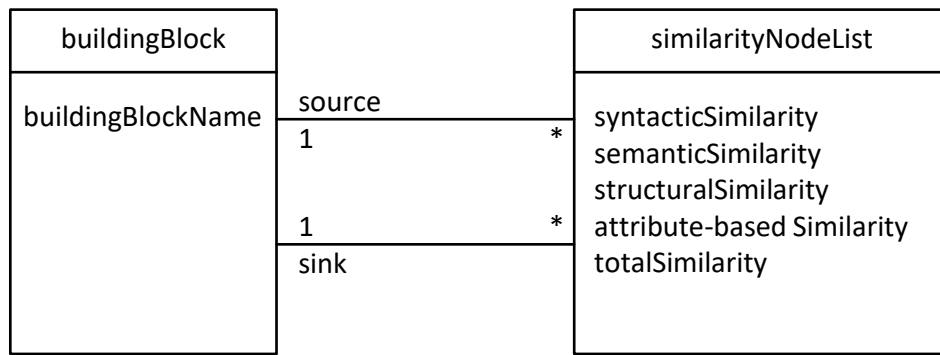 buildingBlock
buildingBlockName
source
1 *
1 *
sink
similarityNodeList
syntacticSimilarity
semanticSimilarity
structuralSimilarity
attribute-based Similarity
totalSimilarity